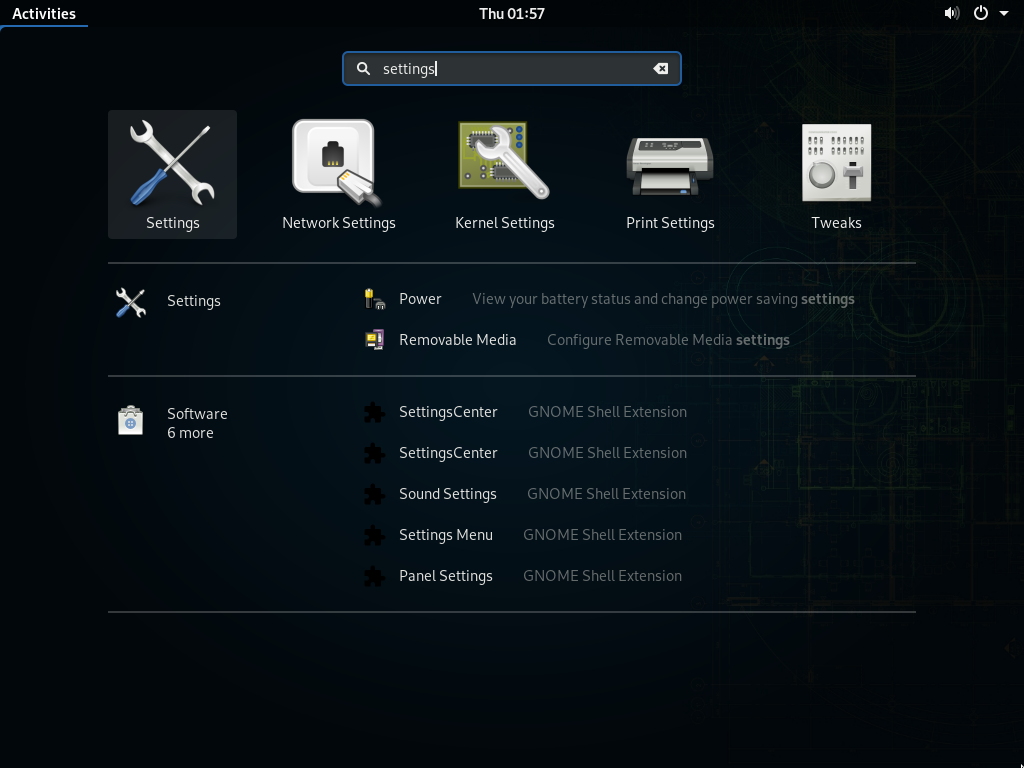 Activities
Thu 01:57
settings
Settings
Network Settings
Kernel Settings
Print Settings
Tweaks
Settings
Power
View your battery status and change power saving settings
Removable Media
Configure Removable Media settings
Software
6 more
SettingsCenter
GNOME Shell Extension
SettingsCenter
GNOME Shell Extension
Sound Settings
GNOME Shell Extension
Settings Menu
GNOME Shell Extension
Panel Settings
GNOME Shell Extension